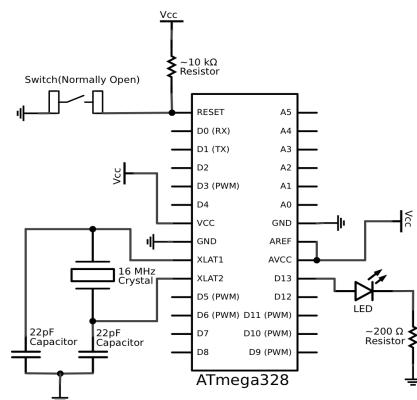 Vcc
~10 kΩ
Resistor
Switch(Normally Open)
RESET
D0 (RX)
D1 (TX)
D2
D3 (PWM)
D4
VCC
GND
XLAT1
XLAT2
D5 (PWM)
D6 (PWM)
D7
D8
A5
A4
A3
A2
A1
A0
GND
AREF
AVCC
D13
D12
D11 (PWM)
D10 (PWM)
D9 (PWM)
Vcc
Vcc
16 MHz
Crystal
22pF
Capacitor
22pF
Capacitor
LED
~200 Ω
Resistor
ATmega328